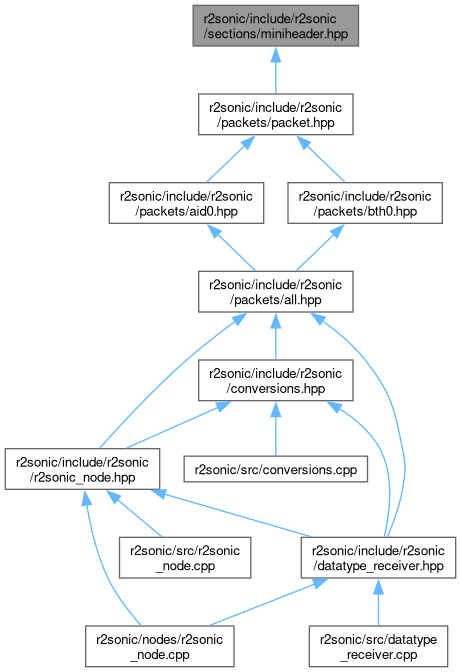 r2sonic/include/r2sonic
/sections/miniheader.hpp
r2sonic/include/r2sonic
/packets/packet.hpp
r2sonic/include/r2sonic
/packets/aid0.hpp
r2sonic/include/r2sonic
/packets/bth0.hpp
r2sonic/include/r2sonic
/packets/all.hpp
r2sonic/include/r2sonic
/conversions.hpp
r2sonic/include/r2sonic
/r2sonic_node.hpp
r2sonic/src/conversions.cpp
r2sonic/src/r2sonic
_node.cpp
r2sonic/include/r2sonic
/datatype_receiver.hpp
r2sonic/nodes/r2sonic
_node.cpp
r2sonic/src/datatype
_receiver.cpp